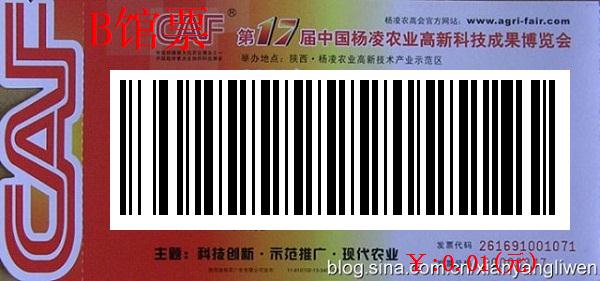 CAF
B馆票
CAF®
杨凌农高会官方网站: www.agri-fair.com
第17届中国杨凌农业高新科技成果博览会
举办地点: 陕西·杨凌农业高新技术产业示范区
主题: 科技创新·示范推广·现代农业
发票代码 261691001071
¥:0.01(元)
blog.sina.com.cn/xianyangliwen